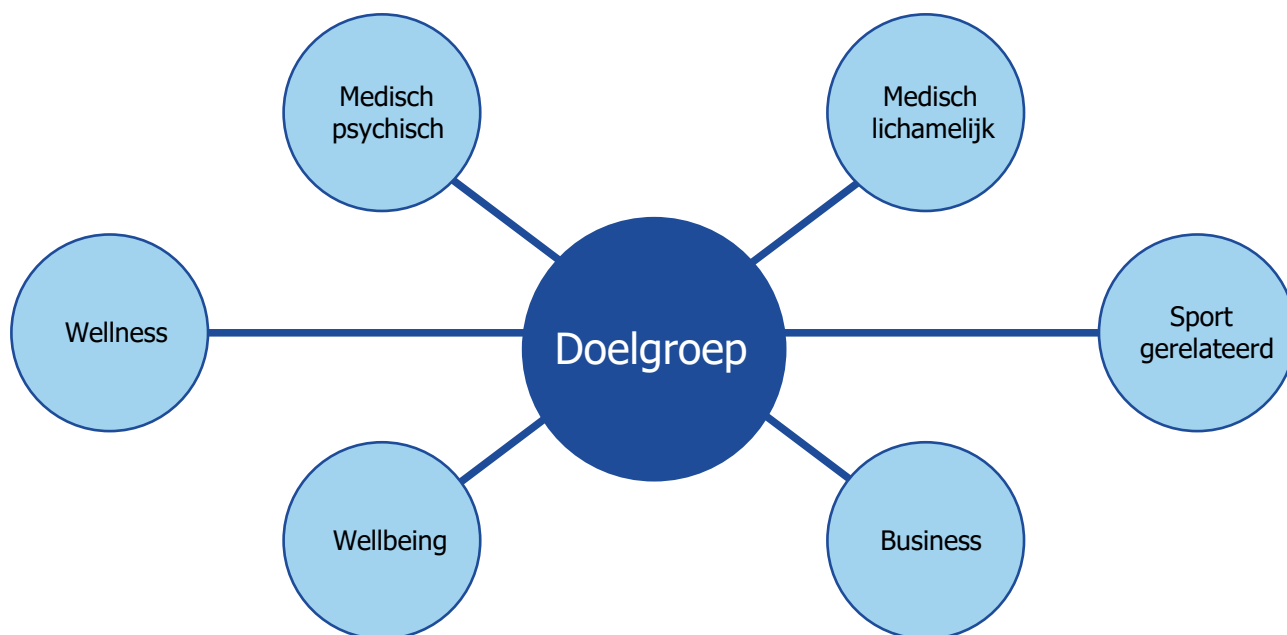 Medisch
psychisch
Medisch
lichamelijk
Wellness
Doelgroep
Sport
gerelateerd
Wellbeing
Business